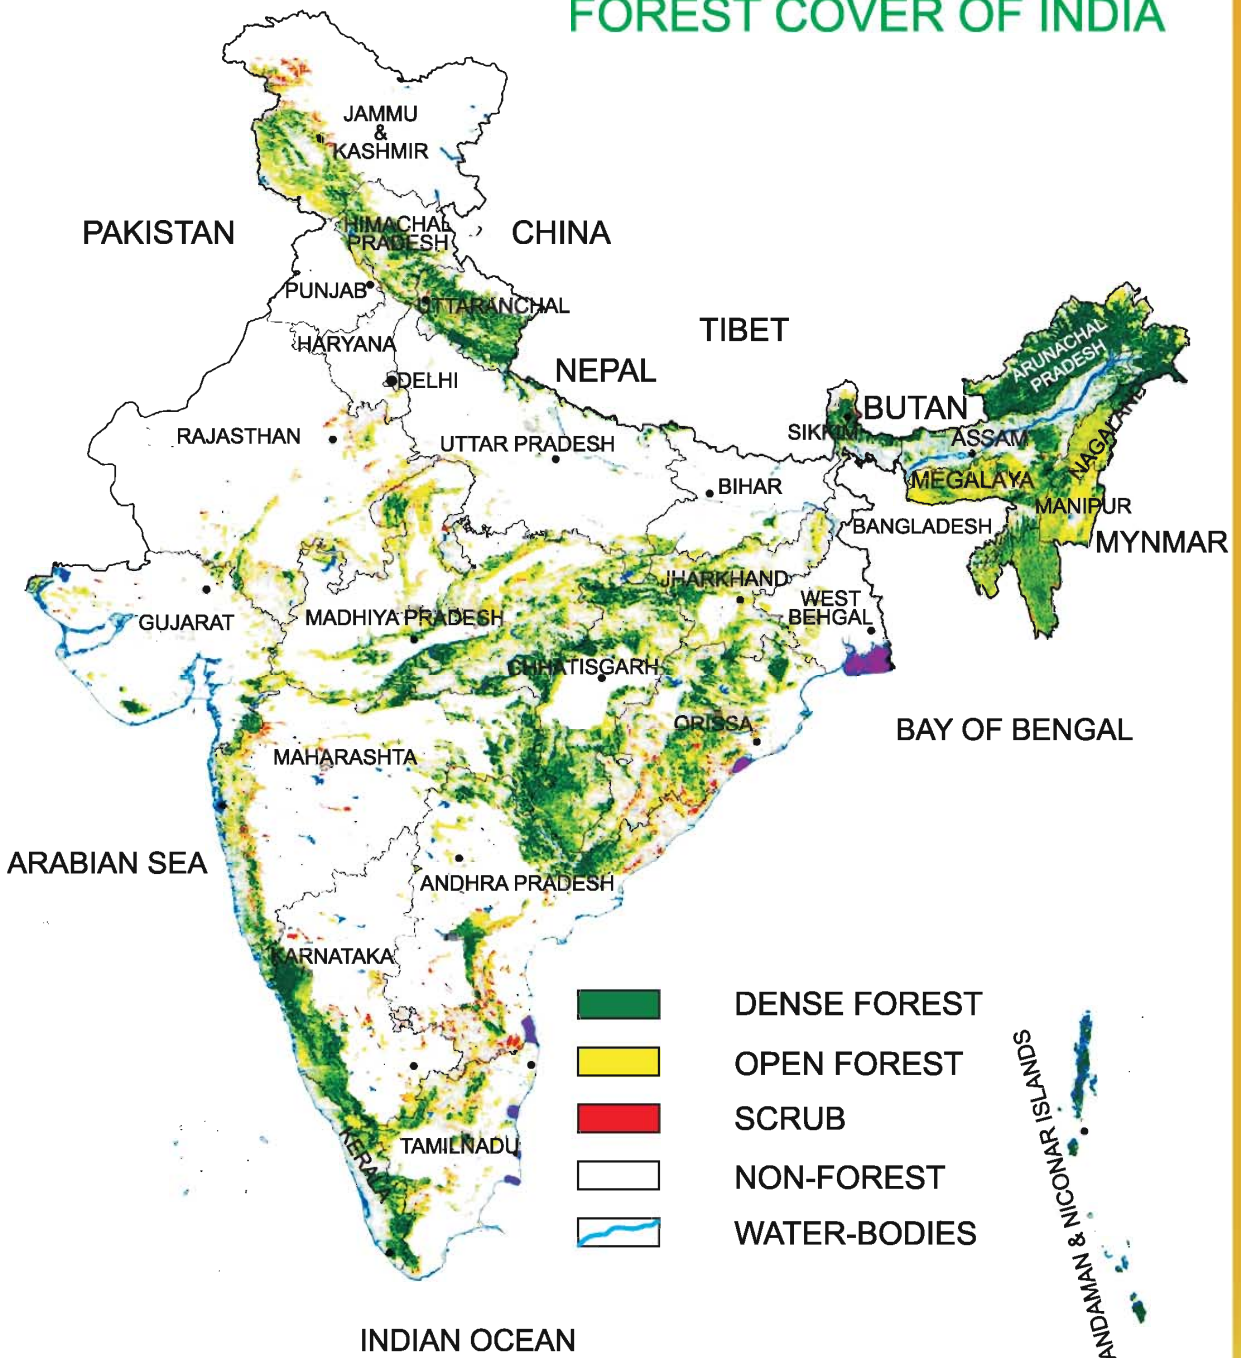 FOREST COVER OF INDIA
JAMMU
&
KASHMIR
PAKISTAN
HIMACHAL
PRADESH
CHINA
PUNJAB
UTTARANCHAL
TIBET
HARYANA
NEPAL
DELHI
ARUNACHAL
PRADESH
BUTAN
RAJASTHAN
UTTAR PRADESH
SIKKIM
ASSAM
NAGALAND
BIHAR
MEGALAYA
MANIPUR
BANGLADESH
MYNMAR
JHARKHAND
WEST
BEHGAL
GUJARAT
MADHIYA PRADESH
CHHATISGARH
ORISSA
BAY OF BENGAL
MAHARASHTA
ARABIAN SEA
ANDHRA PRADESH
KARNATAKA
DENSE FOREST
OPEN FOREST
SCRUB
TAMILNADU
KERALA
NON-FOREST
WATER-BODIES
ANDAMAN & NICONAR ISLANDS
INDIAN OCEAN